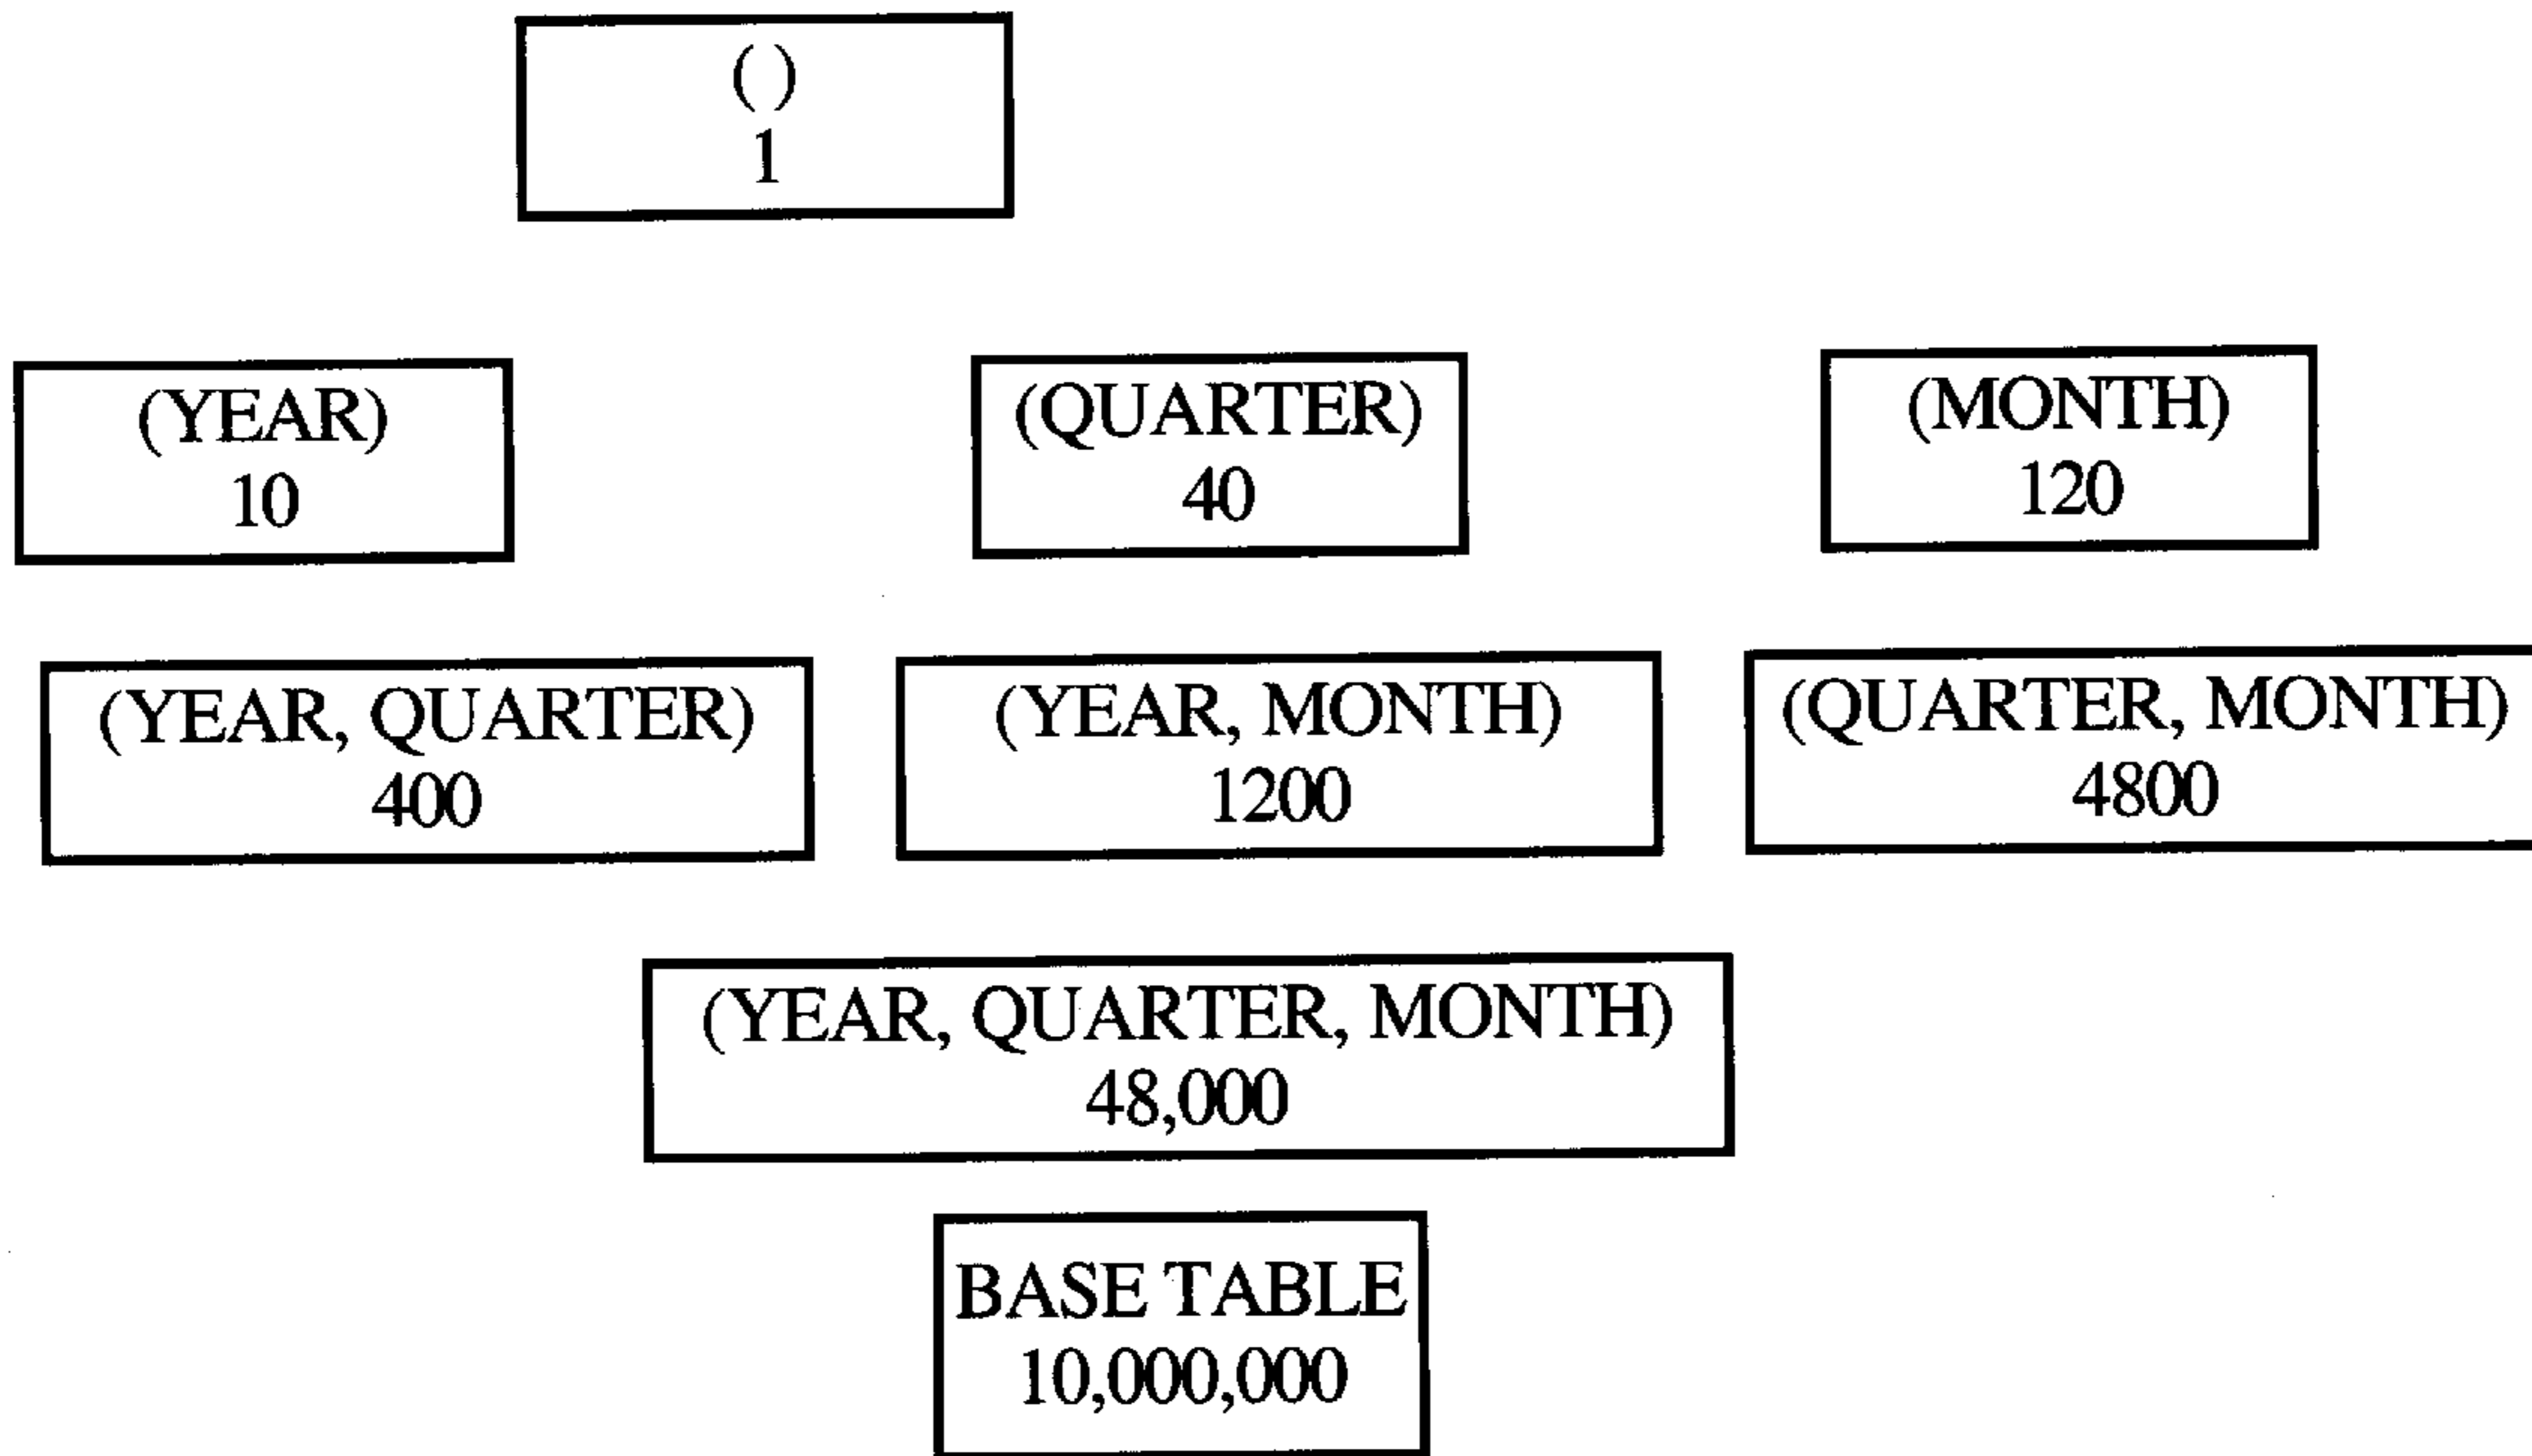 ( )
1
(YEAR)
10
(QUARTER)
40
(MONTH)
120
(YEAR, QUARTER)
400
(YEAR, MONTH)
1200
(QUARTER, MONTH)
4800
(YEAR, QUARTER, MONTH)
48,000
BASE TABLE
10,000,000